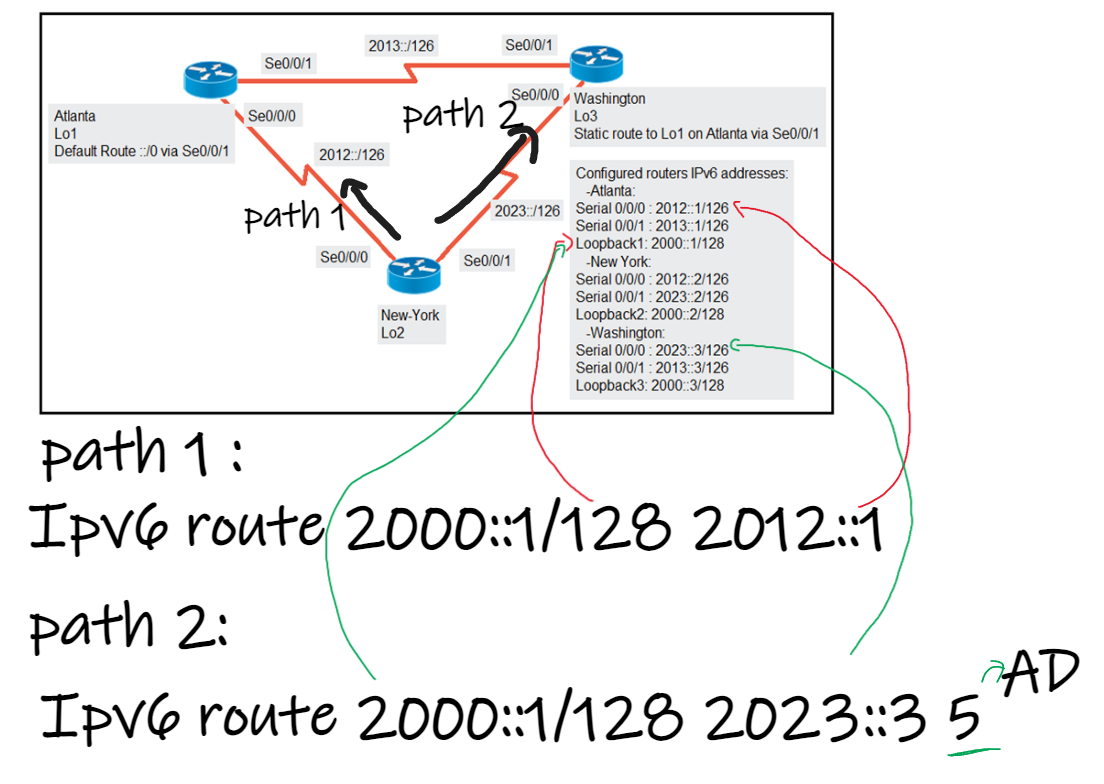 2013::/126
Se0/0/1
Se0/0/1
Se0/0/0
Se0/0/0
path 2
Atlanta
Lo1
Default Route ::/0 via Se0/0/1
Washington
Lo3
Static route to Lo1 on Atlanta via Se0/0/1
2012::/126
path 1
2023::/126
Se0/0/0
Se0/0/1
New-York
Lo2
Configured routers IPv6 addresses:
-Atlanta:
Serial 0/0/0 : 2012::1/126
Serial 0/0/1 : 2013::1/126
Loopback1: 2000::1/128
-New York:
Serial 0/0/0 : 2012::2/126
Serial 0/0/1 : 2023::2/126
Loopback2: 2000::2/128
-Washington:
Serial 0/0/0 : 2023::3/126
Serial 0/0/1 : 2013::3/126
Loopback3: 2000::3/128
path 1 :
Ipv6 route 2000::1/128 2012::1
path 2:
Ipv6 route 2000::1/128 2023::3 5
AD